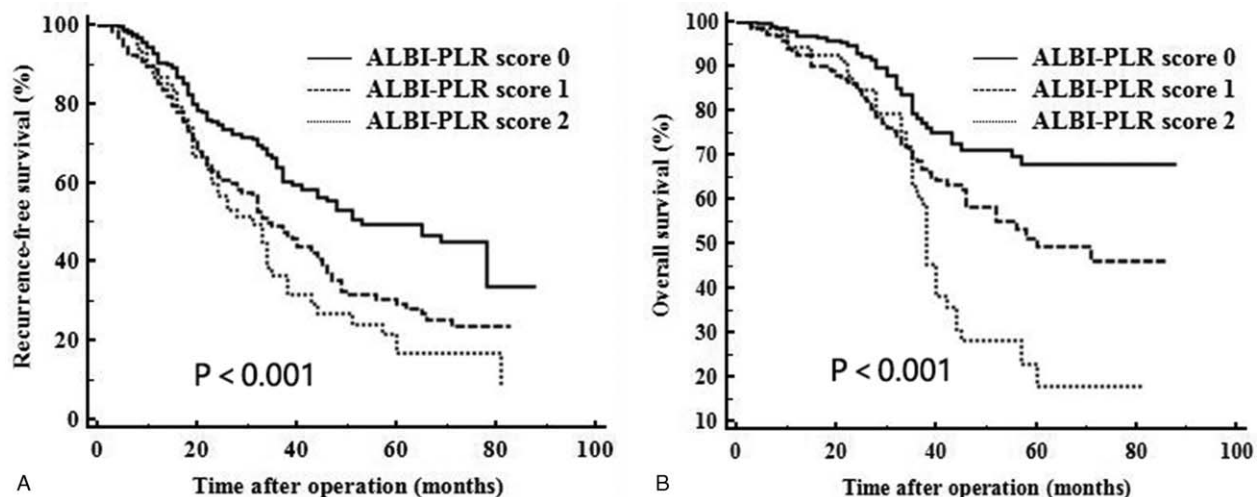 Recurrence-free survival (%)
100
80
60
40
20
0
ALBI-PLR score 0
ALBI-PLR score 1
ALBI-PLR score 2
P < 0.001
0 20 40 60 80 100
Time after operation (months)
A
Overall survival (%)
100
90
80
70
60
50
40
30
20
10
ALBI-PLR score 0
ALBI-PLR score 1
ALBI-PLR score 2
P < 0.001
0 20 40 60 80 100
Time after operation (months)
B